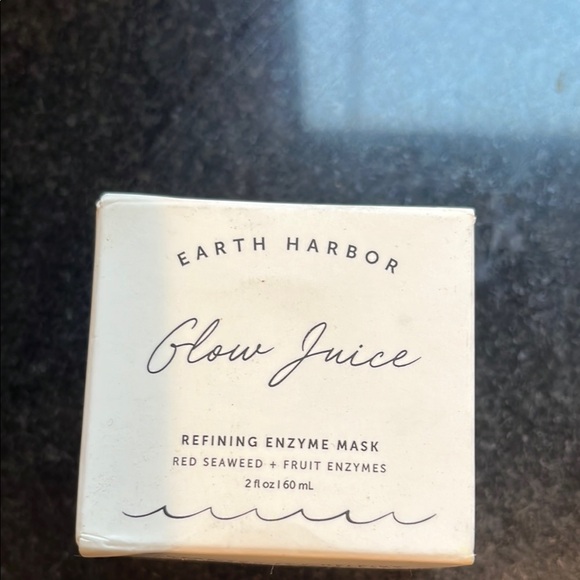 EARTH HARBOR
Glow Juice
REFINING ENZYME MASK
RED SEAWEED + FRUIT ENZYMES
2 fl oz I 60 mL